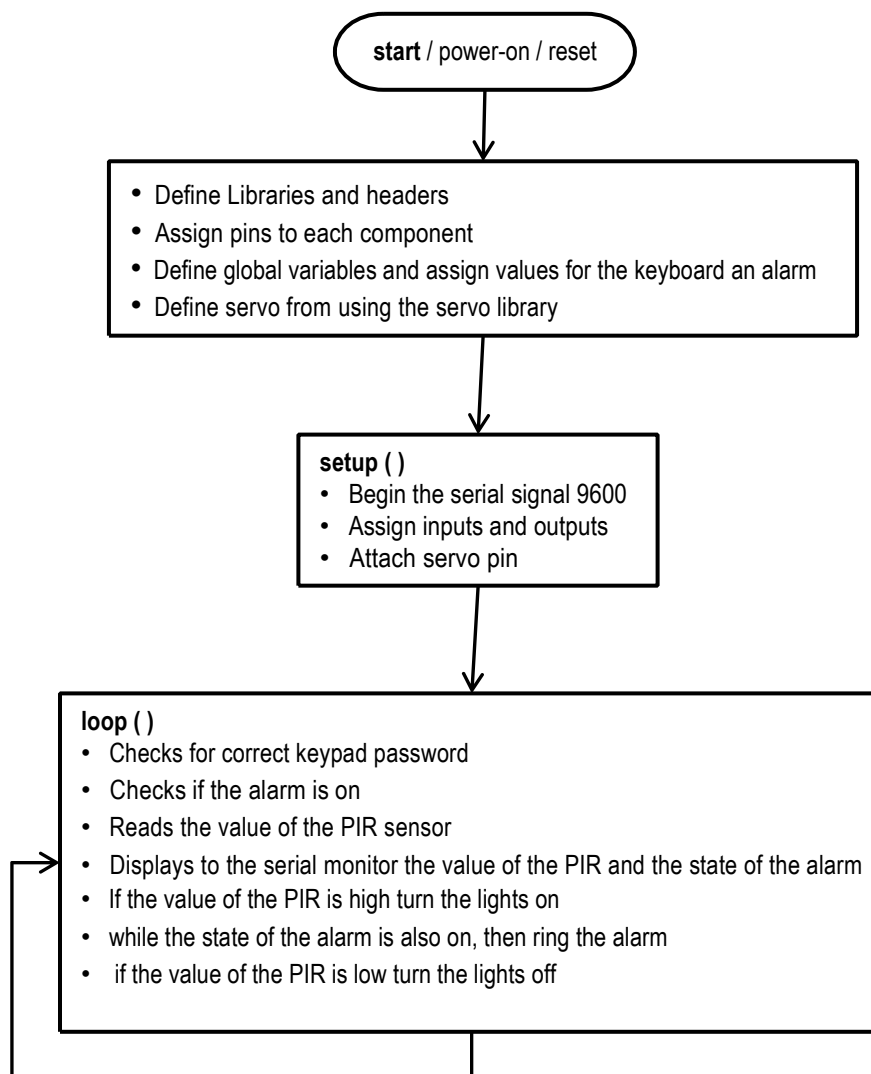 start / power-on / reset
• Define Libraries and headers
• Assign pins to each component
• Define global variables and assign values for the keyboard an alarm
• Define servo from using the servo library
setup ( )
• Begin the serial signal 9600
• Assign inputs and outputs
• Attach servo pin
loop ( )
• Checks for correct keypad password
• Checks if the alarm is on
• Reads the value of the PIR sensor
• Displays to the serial monitor the value of the PIR and the state of the alarm
• If the value of the PIR is high turn the lights on
• while the state of the alarm is also on, then ring the alarm
• if the value of the PIR is low turn the lights off